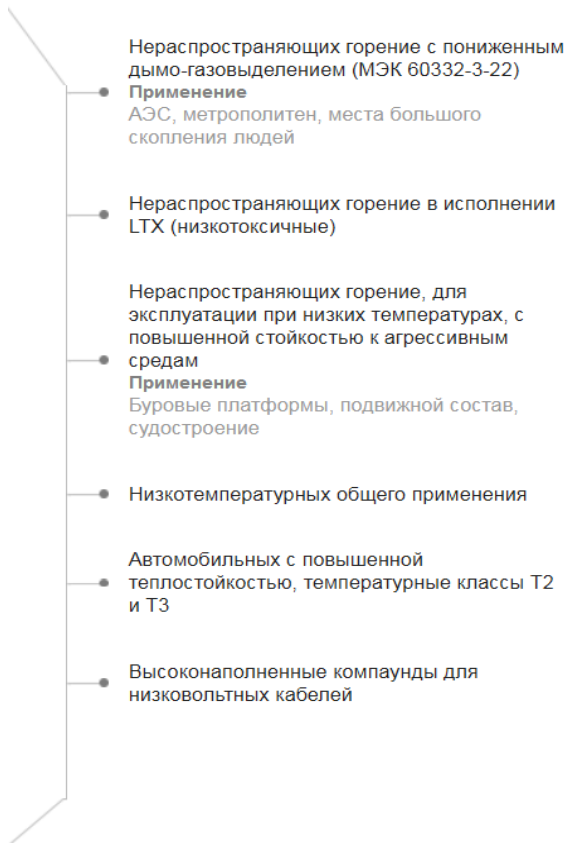 Нераспространяющих горение с пониженным
дымо-газовыделением (МЭК 60332-3-22)
Применение
АЭС, метрополитен, места большого
скопления людей
Нераспространяющих горение в исполнении
LTX (низкотоксичные)
Нераспространяющих горение, для
эксплуатации при низких температурах, с
повышенной стойкостью к агрессивным
средам
Применение
Буровые платформы, подвижной состав,
судостроение
Низкотемпературных общего применения
Автомобильных с повышенной
теплостойкостью, температурные классы Т2
и Т3
Высоконаполненные компаунды для
низковольтных кабелей